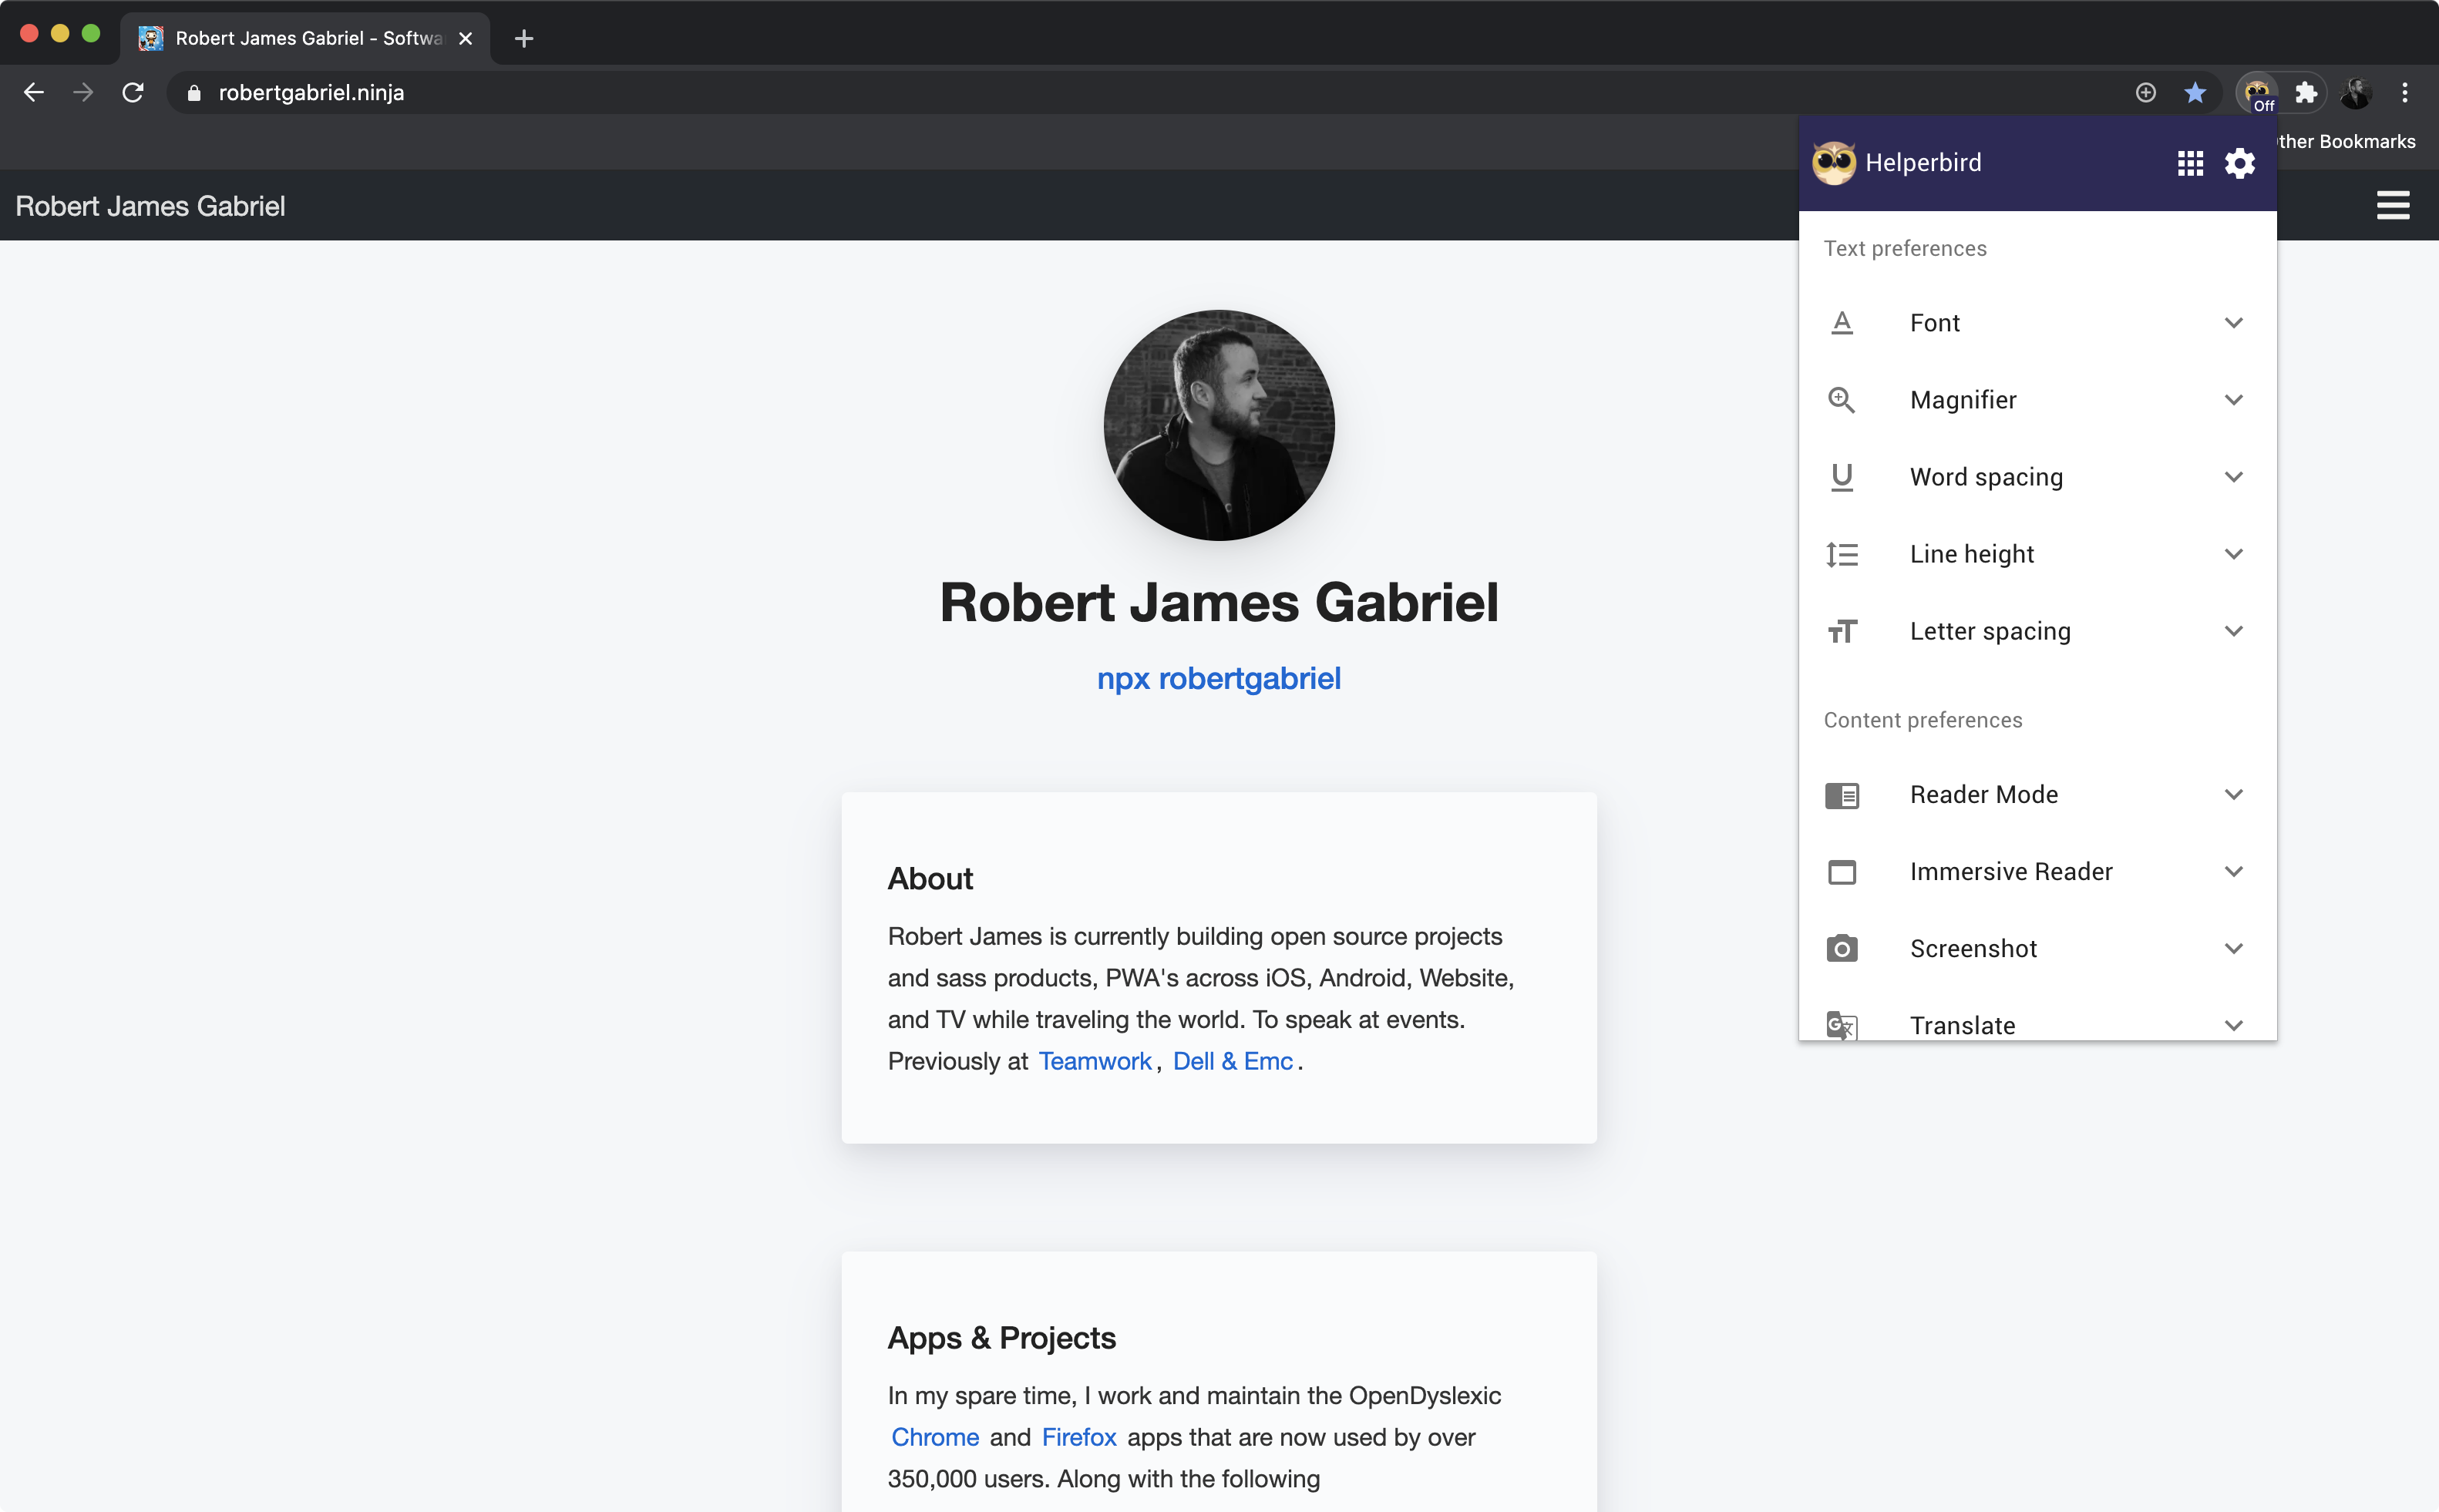 Robert James Gabriel - Softwa
robertgabriel.ninja
Off
ther Bookmarks
Robert James Gabriel
Helperbird
Text preferences
Font
Magnifier
Word spacing
Line height
Letter spacing
Content preferences
Reader Mode
Immersive Reader
Screenshot
Translate
Robert James Gabriel
npx robertgabriel
About
Robert James is currently building open source projects
and sass products, PWA's across iOS, Android, Website,
and TV while traveling the world. To speak at events.
Previously at Teamwork, Dell & Emc.
Apps & Projects
In my spare time, I work and maintain the OpenDyslexic
Chrome and Firefox apps that are now used by over
350,000 users. Along with the following